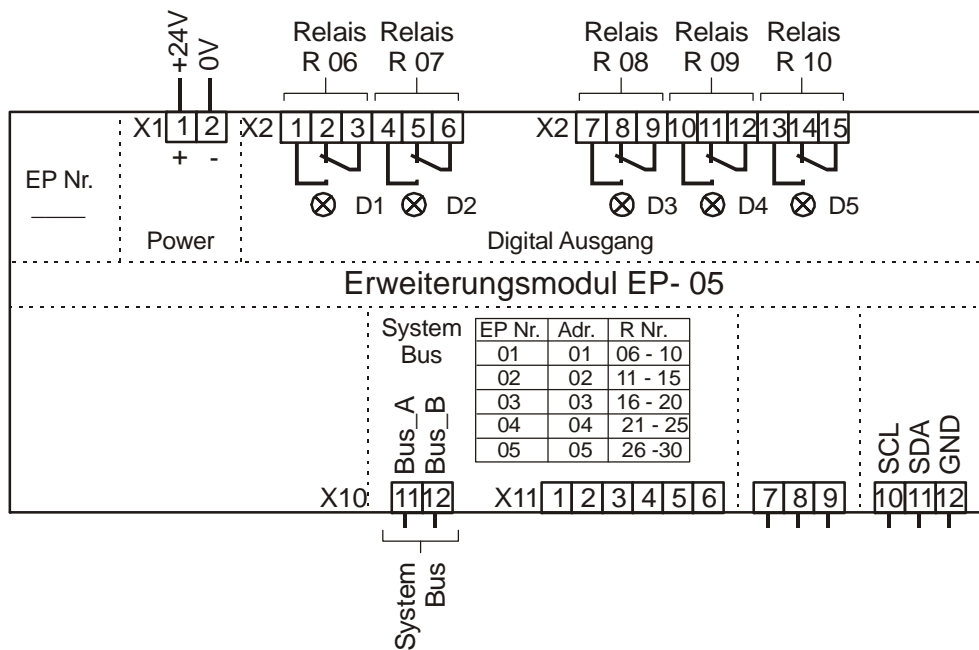 +24V
0V
Relais
R 06
Relais
R 07
Relais
R 08
Relais
R 09
Relais
R 10
X1 1 2
X2 1 2 3 4 5 6
X2 7 8 9 10 11 12 13 14 15
+ -
EP Nr.
D1
D2
D3
D4
D5
Power
Digital Ausgang
Erweiterungsmodul EP- 05
System
Bus
EP Nr. Adr. R Nr.
01 01 06 - 10
02 02 11 - 15
03 03 16 - 20
04 04 21 - 25
05 05 26 -30
Bus_A
Bus_B
SCL
SDA
GND
X10 11 12
X11 1 2 3 4 5 6
7 8 9
10 11 12
System
Bus